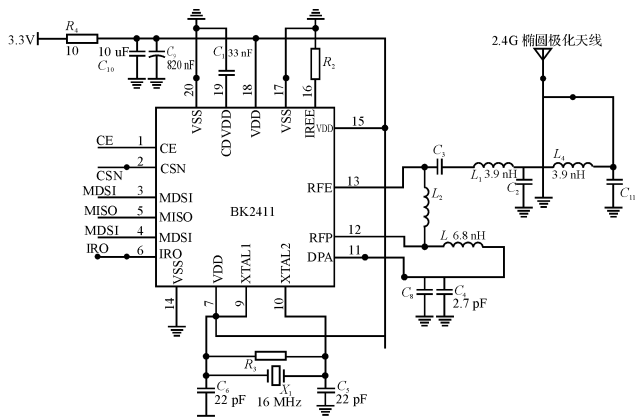 3.3V
R4
10
10 uF
C10
C9
820 nF
C1 33 nF
R2
2.4G 椭圆极化天线
20
19
18
17
16
VSS
CDVDD
VDD
VSS
IREE
VDD
15
CE
1
CE
CSN
2
CSN
MDSI
3
MDSI
MISO
5
MISO
MDSI
4
MDSI
IRO
6
IRO
BK2411
RFE
13
RFP
12
DPA
11
VSS
VDD
XTAL1
XTAL2
14
7
9
10
C3
L1 3.9 nH
L4
3.9 nH
C2
C11
L2
L 6.8 nH
C8
C4
2.7 pF
R3
X1
16 MHz
C6
22 pF
C5
22 pF